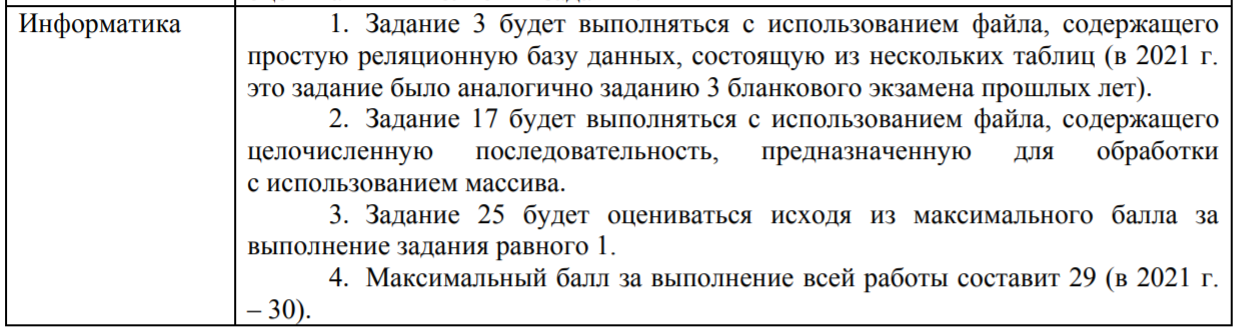 Информатика
1. Задание 3 будет выполняться с использованием файла, содержащего
простую реляционную базу данных, состоящую из нескольких таблиц (в 2021 г.
это задание было аналогично заданию 3 бланкового экзамена прошлых лет).
2. Задание 17 будет выполняться с использованием файла, содержащего
целочисленную последовательность, предназначенную для обработки
с использованием массива.
3. Задание 25 будет оцениваться исходя из максимального балла за
выполнение задания равного 1.
4. Максимальный балл за выполнение всей работы составит 29 (в 2021 г.
– 30).